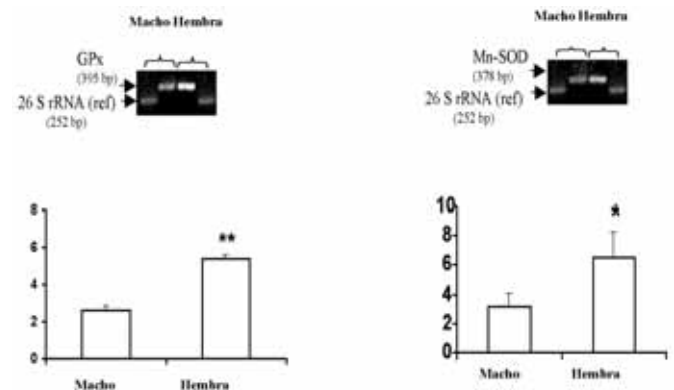 Macho Hembra
GPx
(395 bp)
26 S rRNA (ref)
(252 bp)
8
6
4
2
0
**
Macho Hembra
Macho Hembra
Mn-SOD
(378 bp)
26 S rRNA (ref)
(252 bp)
10
8
6
4
2
0
*
Macho Hembra